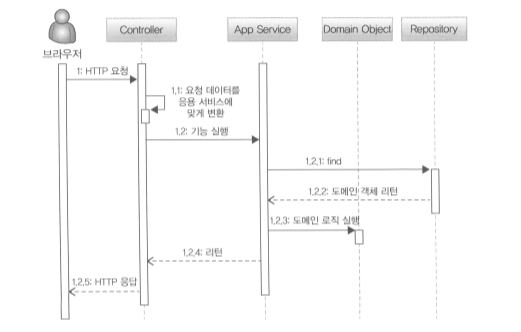 Controller
App Service
Domain Object
Repository
브라우저
1: HTTP 요청
1.1: 요청 데이터를
응용 서비스에
맞게 변환
1.2: 기능 실행
1.2.1: find
1.2.2: 도메인 객체 리턴
1.2.3: 도메인 로직 실행
1.2.4: 리턴
1.2.5: HTTP 응답